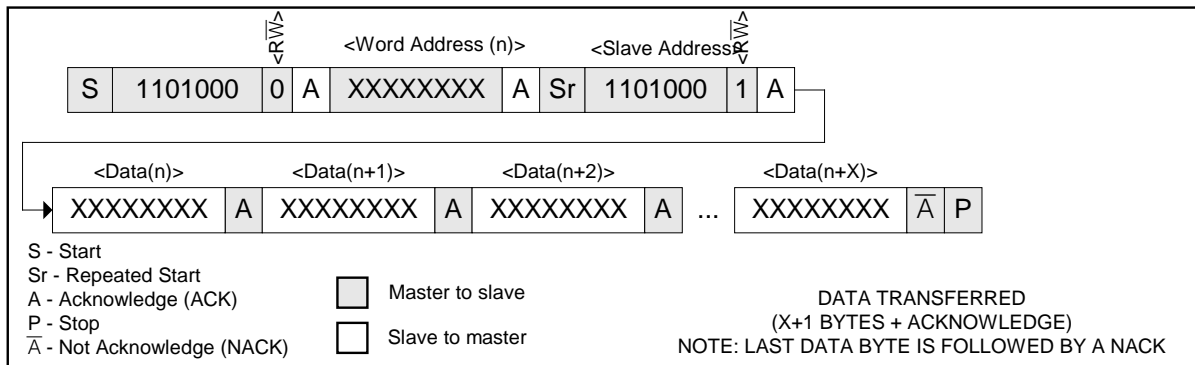 <RW̅> <Word Address (n)> <Slave Address> <RW̅>
S 1101000 0 A XXXXXXXX A Sr 1101000 1 A
<Data(n)> <Data(n+1)> <Data(n+2)> <Data(n+X)>
XXXXXXXX A XXXXXXXX A XXXXXXXX A ... XXXXXXXX A̅ P
S - Start
Sr - Repeated Start
A - Acknowledge (ACK)
P - Stop
A̅ - Not Acknowledge (NACK)
Master to slave
Slave to master
DATA TRANSFERRED
(X+1 BYTES + ACKNOWLEDGE)
NOTE: LAST DATA BYTE IS FOLLOWED BY A NACK